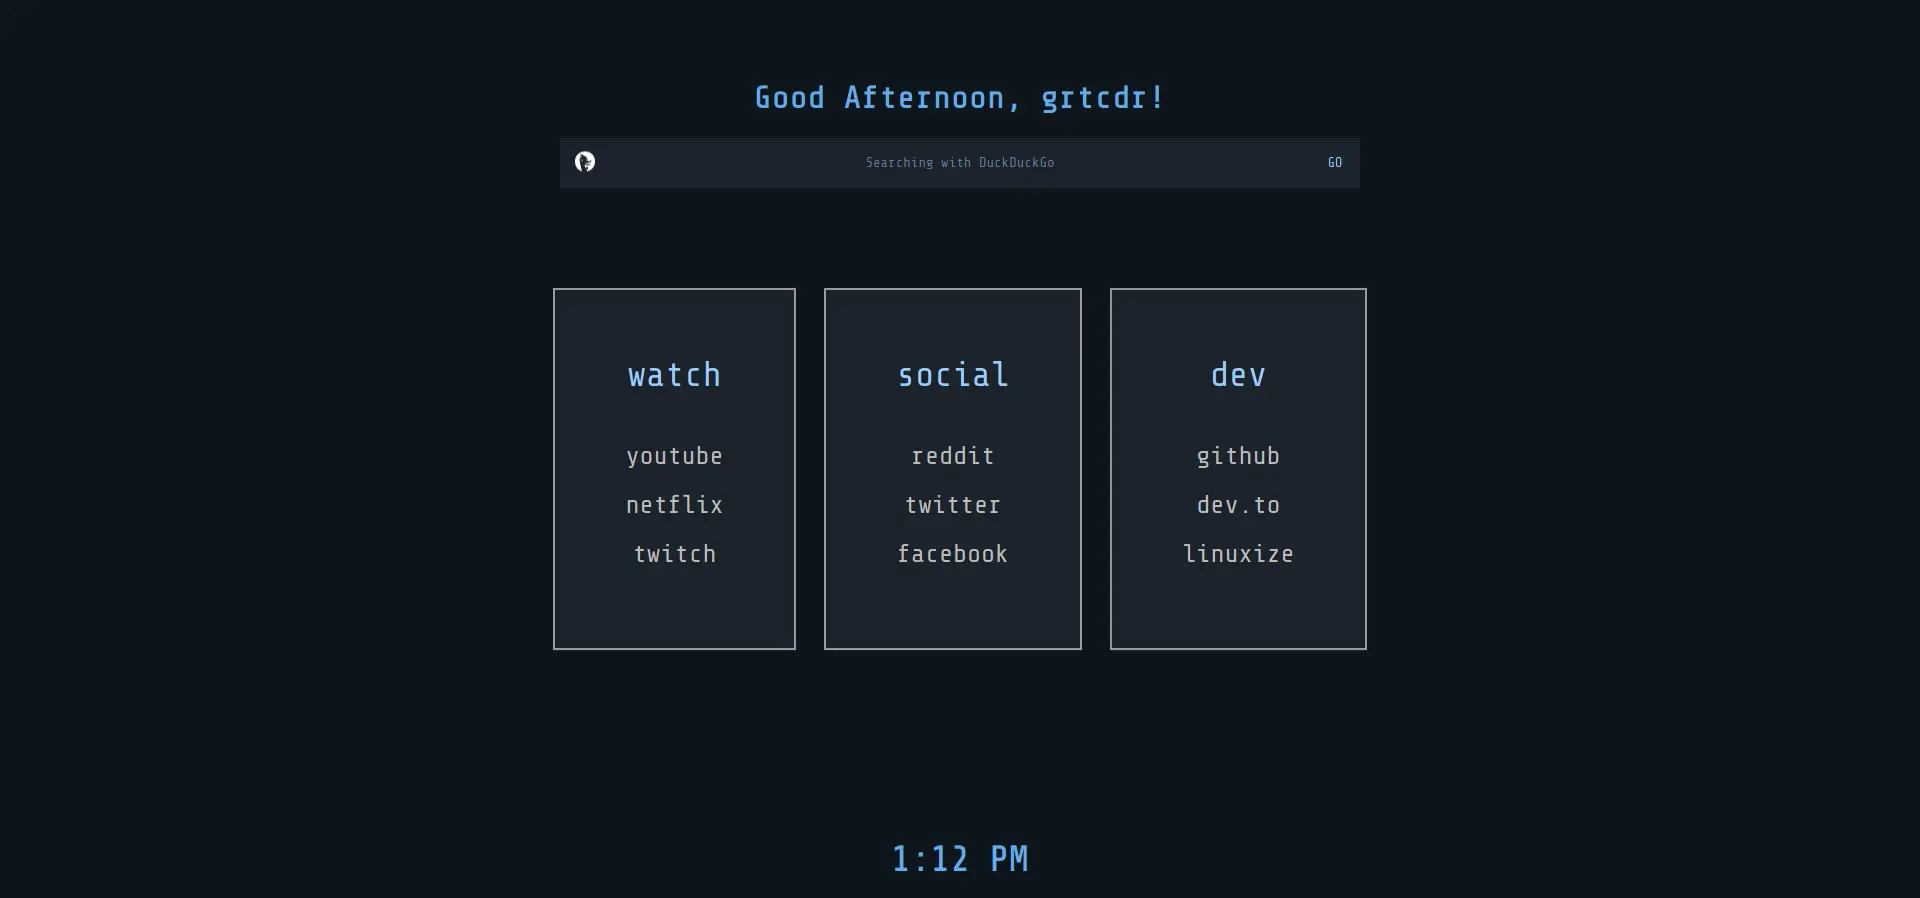 Good Afternoon, grtcdr!
Searching with DuckDuckGo GO
watch
youtube
netflix
twitch
social
reddit
twitter
facebook
dev
github
dev.to
linuxize
1:12 PM